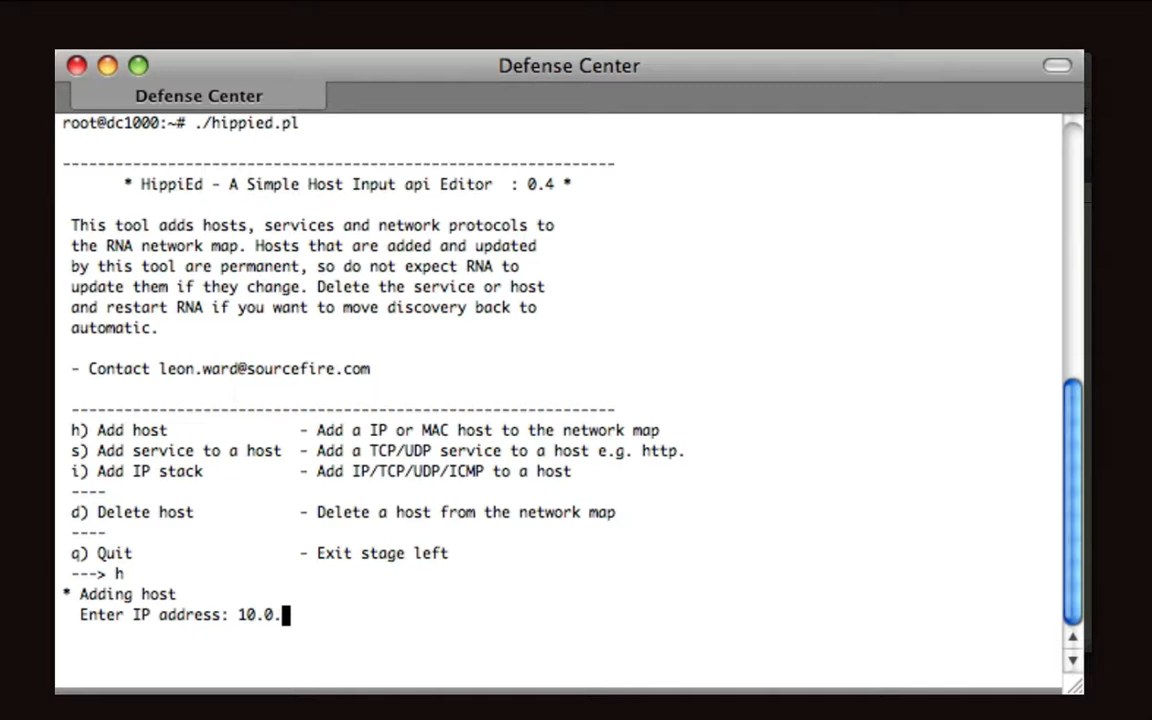 Defense Center
Defense Center
root@dc1000:~# ./hippied.pl
---------------------------------------------------------------
* HippiEd - A Simple Host Input api Editor  : 0.4 *
This tool adds hosts, services and network protocols to
the RNA network map. Hosts that are added and updated
by this tool are permanent, so do not expect RNA to
update them if they change. Delete the service or host
and restart RNA if you want to move discovery back to
automatic.
- Contact leon.ward@sourcefire.com
--------------------------------------------------------------
h) Add host               - Add a IP or MAC host to the network map
s) Add service to a host  - Add a TCP/UDP service to a host e.g. http.
i) Add IP stack           - Add IP/TCP/UDP/ICMP to a host
----
d) Delete host            - Delete a host from the network map
----
q) Quit                   - Exit stage left
---> h
* Adding host
Enter IP address: 10.0.